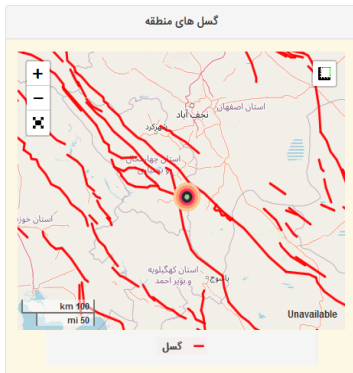 گسل های منطقه
+
−
استان اصفهان
نجف آباد
شهرکرد
استان چهارمحال
و بختیاری
استان خوز
استان کهگیلویه
و بویر احمد
یاسوج
100 km
50 mi
Unavailable
گسل